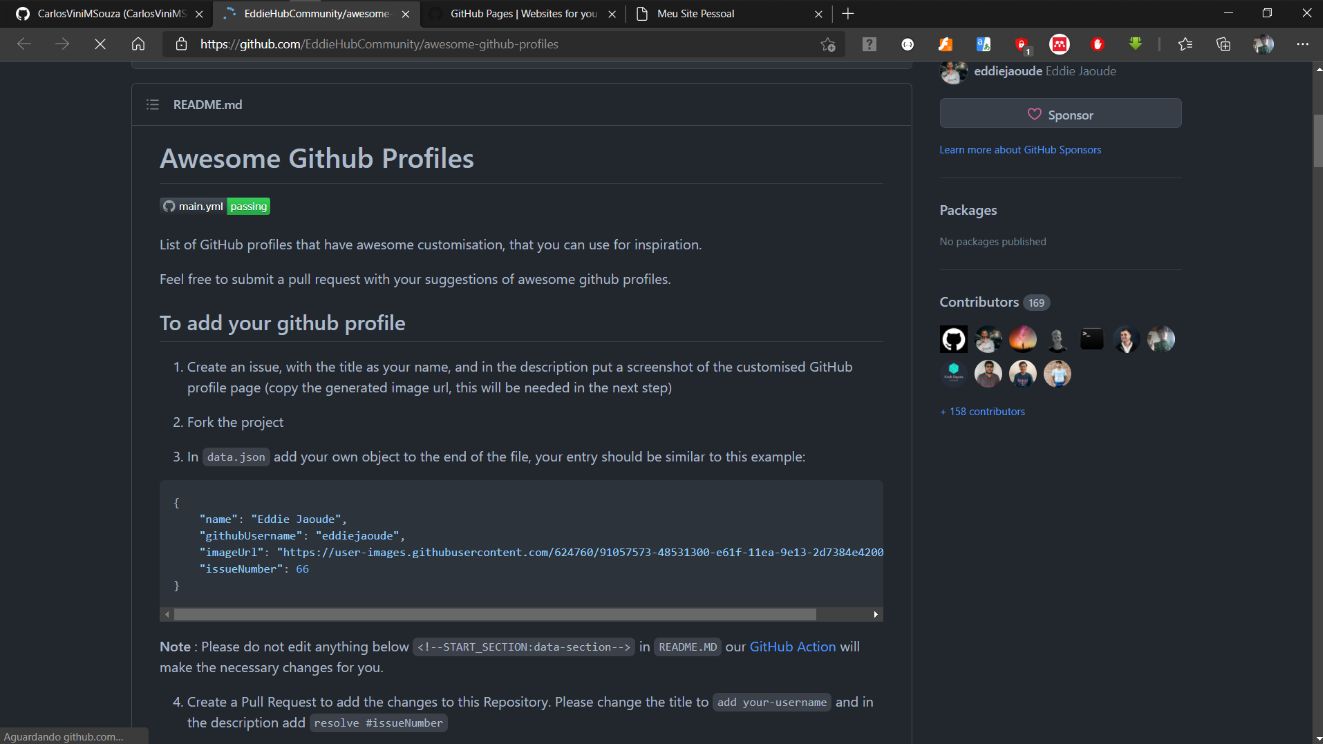 CarlosViniMSouza (CarlosViniMS
EddieHubCommunity/awesome
GitHub Pages | Websites for you
Meu Site Pessoal
https://github.com/EddieHubCommunity/awesome-github-profiles
1
README.md
Awesome Github Profiles
main.yml passing
List of GitHub profiles that have awesome customisation, that you can use for inspiration.
Feel free to submit a pull request with your suggestions of awesome github profiles.
To add your github profile
1. Create an issue, with the title as your name, and in the description put a screenshot of the customised GitHub
profile page (copy the generated image url, this will be needed in the next step)
2. Fork the project
3. In data.json add your own object to the end of the file, your entry should be similar to this example:
{
"name": "Eddie Jaoude",
"githubUsername": "eddiejaoude",
"imageUrl": "https://user-images.githubusercontent.com/624760/91057573-48531300-e61f-11ea-9e13-2d7384e4200
"issueNumber": 66
}
Note : Please do not edit anything below <!--START_SECTION:data-section--> in README.MD our GitHub Action will
make the necessary changes for you.
4. Create a Pull Request to add the changes to this Repository. Please change the title to add your-username and in
the description add resolve #issueNumber
eddiejaoude Eddie Jaoude
Sponsor
Learn more about GitHub Sponsors
Packages
No packages published
Contributors 169
+ 158 contributors
Aguardando github.com...